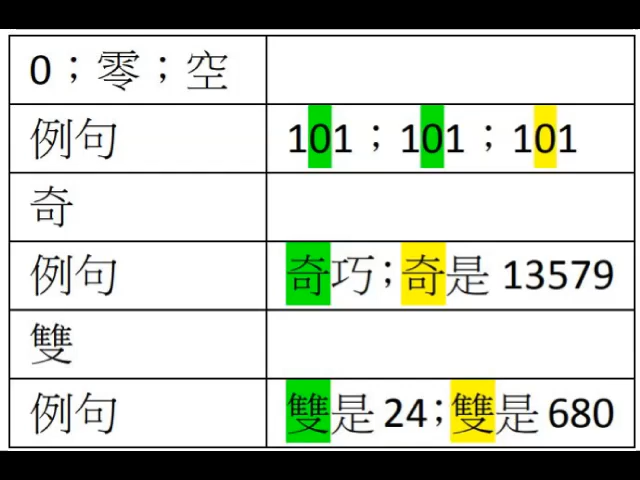 0；零；空
例句 101；101；101
奇
例句 奇巧；奇是 13579
雙
例句 雙是 24；雙是 680